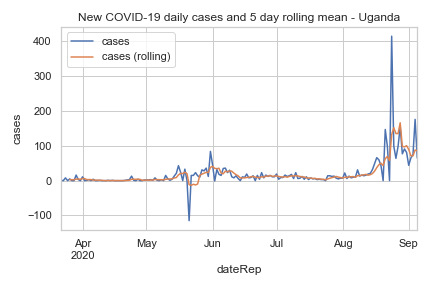 New COVID-19 daily cases and 5 day rolling mean - Uganda
cases
cases (rolling)
400
300
200
100
0
−100
cases
Apr
2020
May
Jun
Jul
Aug
Sep
dateRep